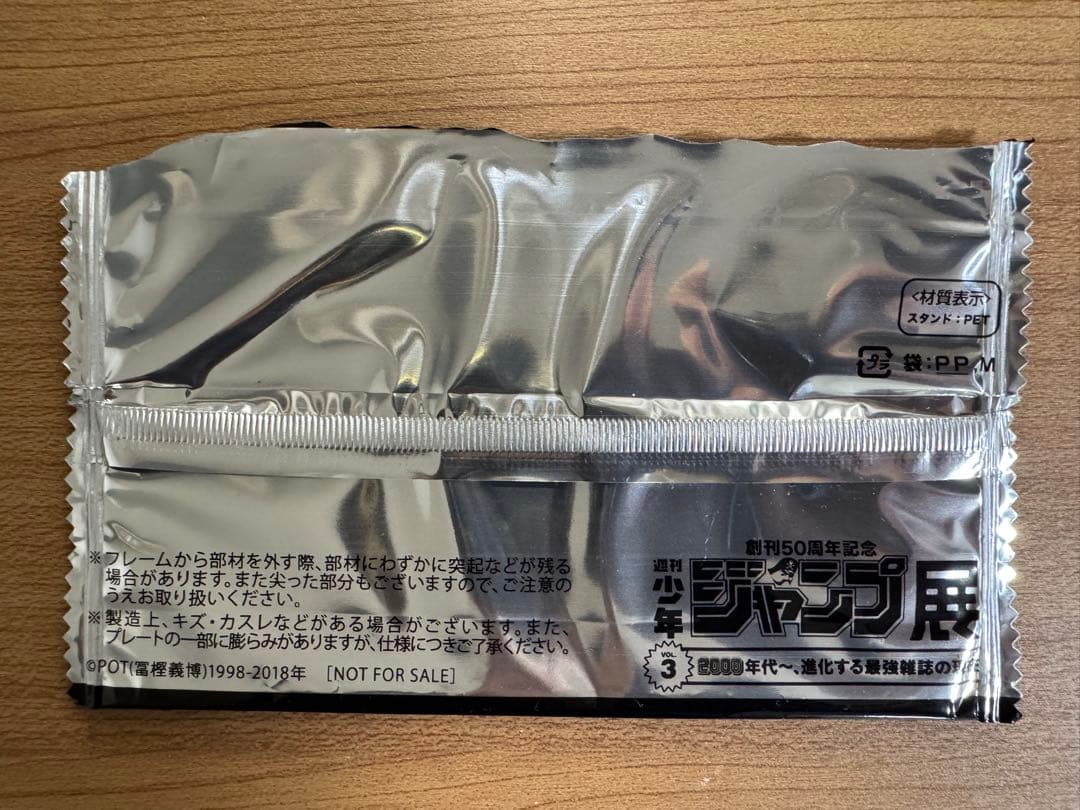 〈材質表示〉
スタンド：PET
プラ 袋：PP,M
※フレームから部材を外す際、部材にわずかに突起などが残る
場合があります。また尖った部分もございますので、ご注意の
うえお取り扱いください。
※製造上、キズ・カスレなどがある場合がございます。また、
プレートの一部に膨らみがありますが、仕様につきご了承ください。
©POT(冨樫義博)1998-2018年 [NOT FOR SALE]
創刊50周年記念
週刊少年ジャンプ展
VOL.3 2000年代～、進化する最強雑誌の